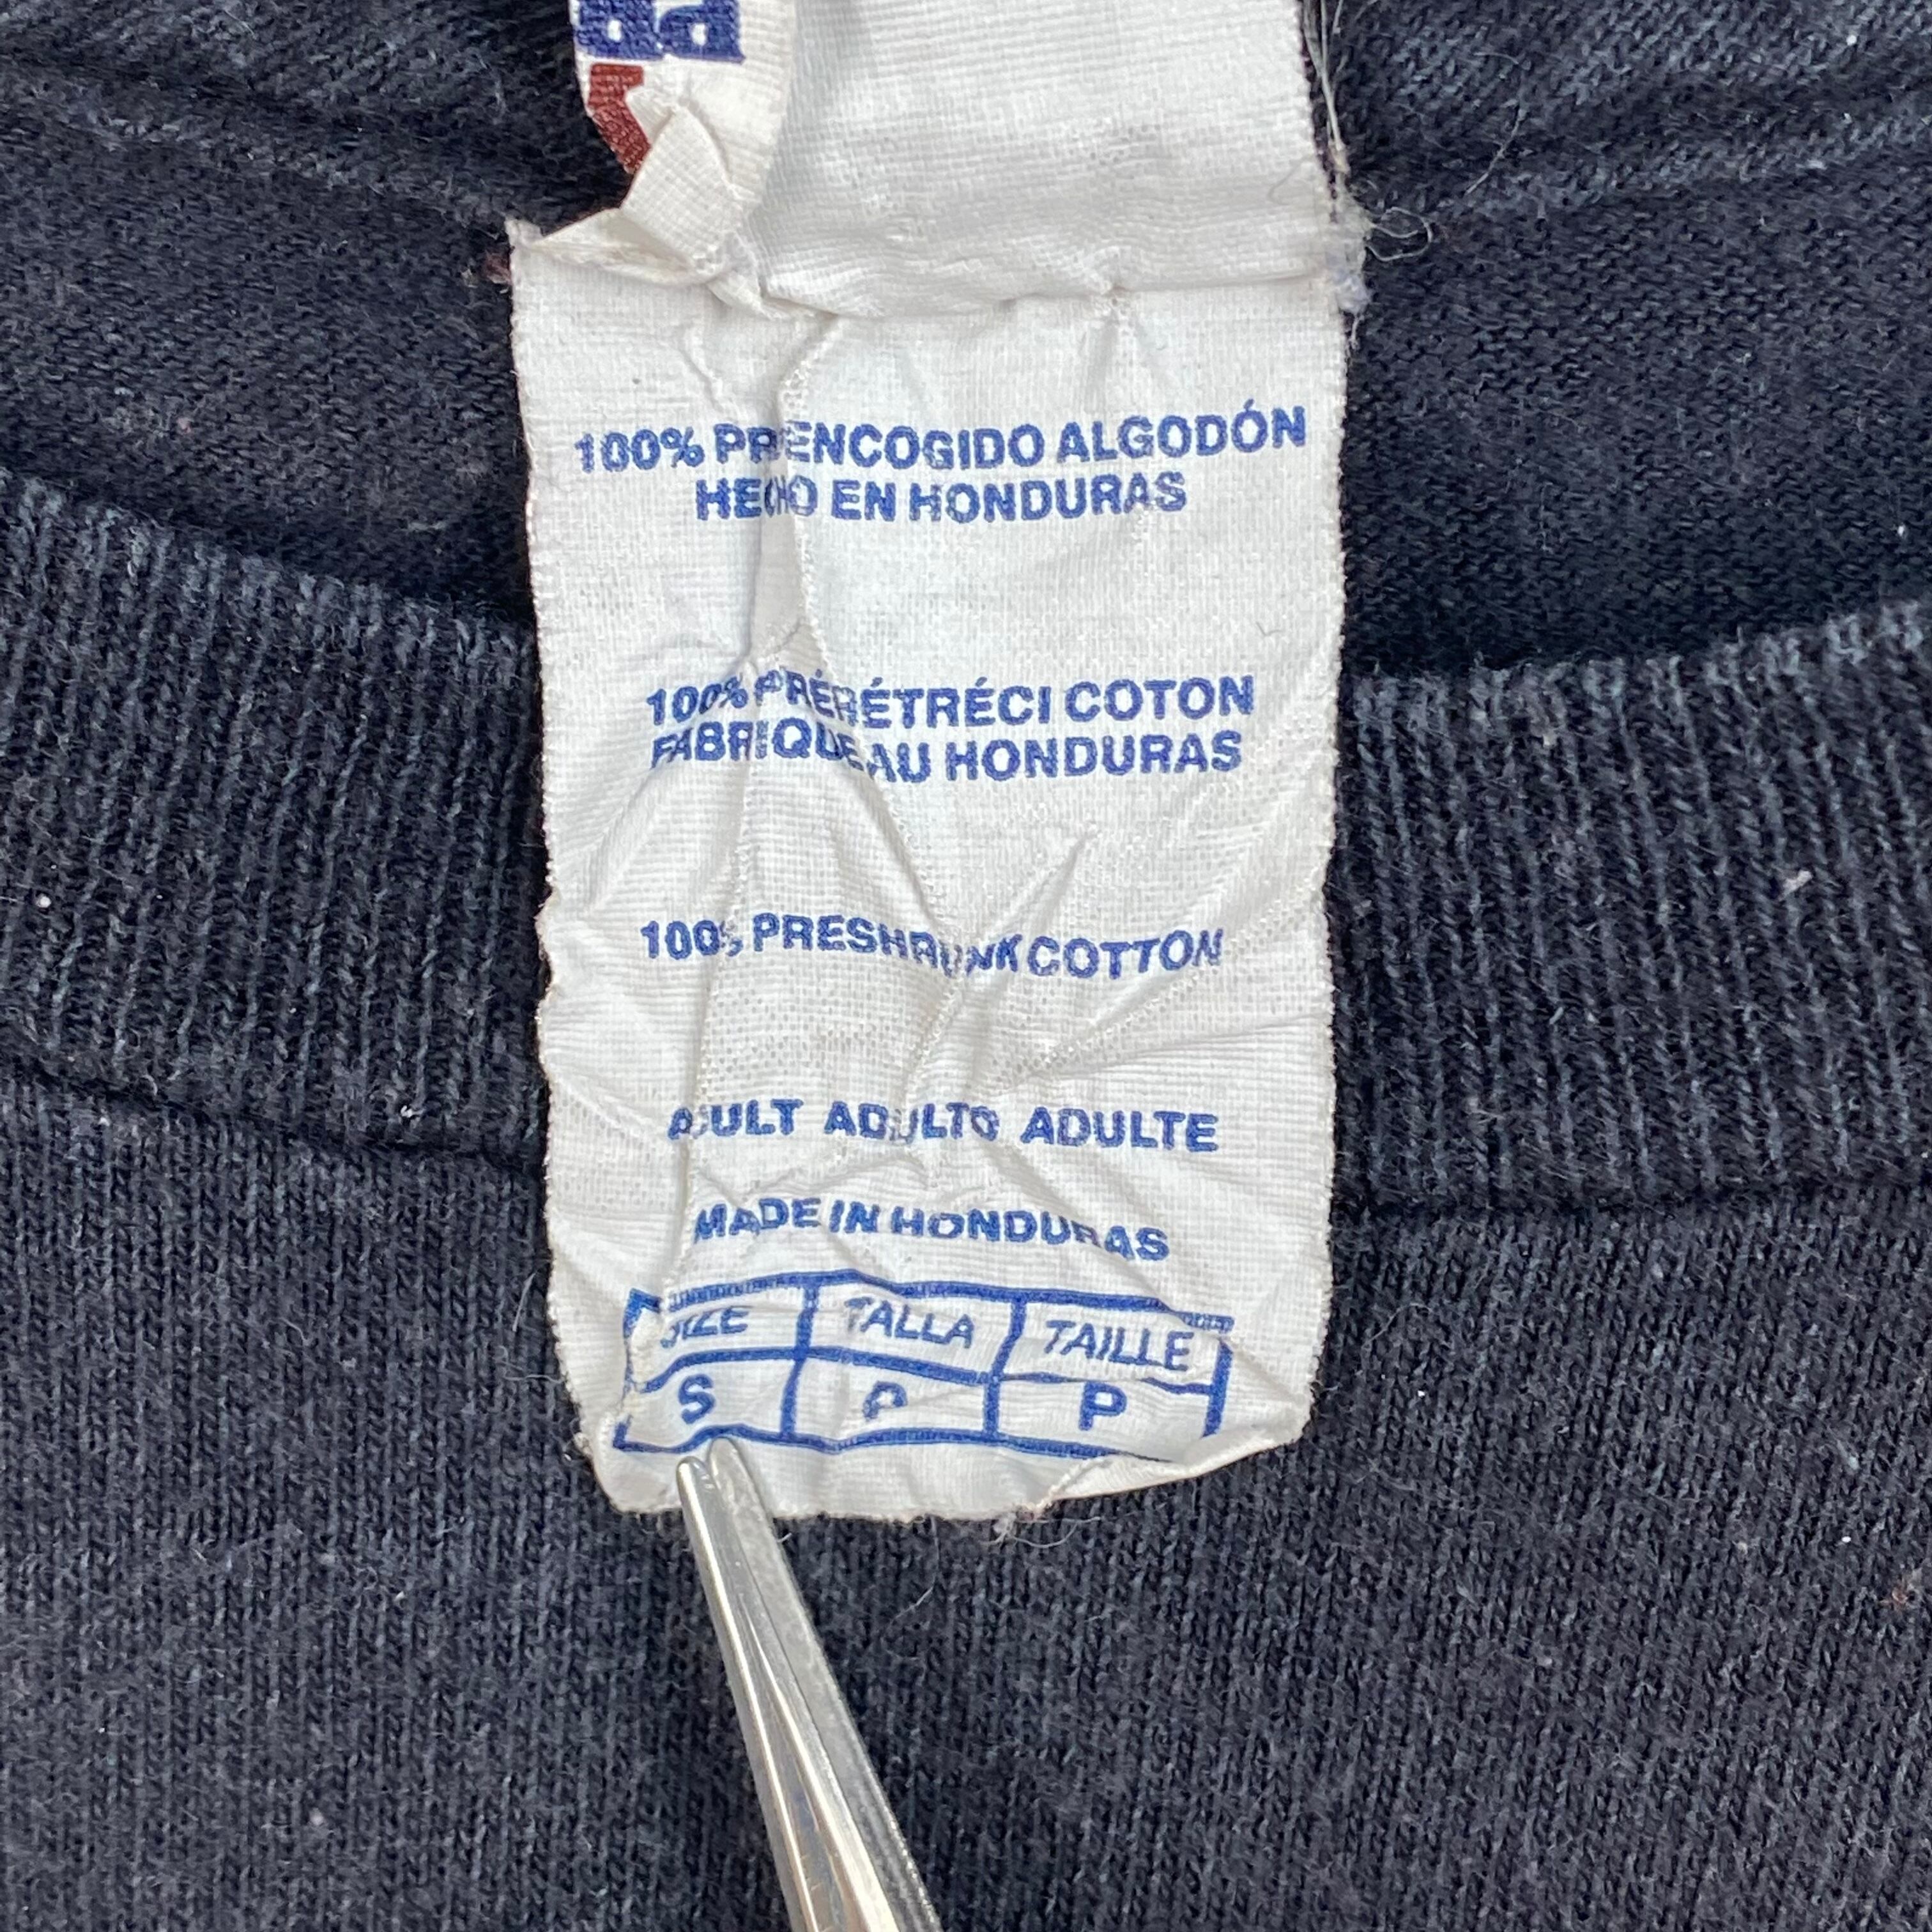 100% PREENCOGIDO ALGODÓN
HECHO EN HONDURAS
100% PRÉRÉTRÉCI COTON
FABRIQUE AU HONDURAS
100% PRESHRUNK COTTON
ADULT ADULTO ADULTE
MADE IN HONDURAS
SIZE TALLA TAILLE
S P P